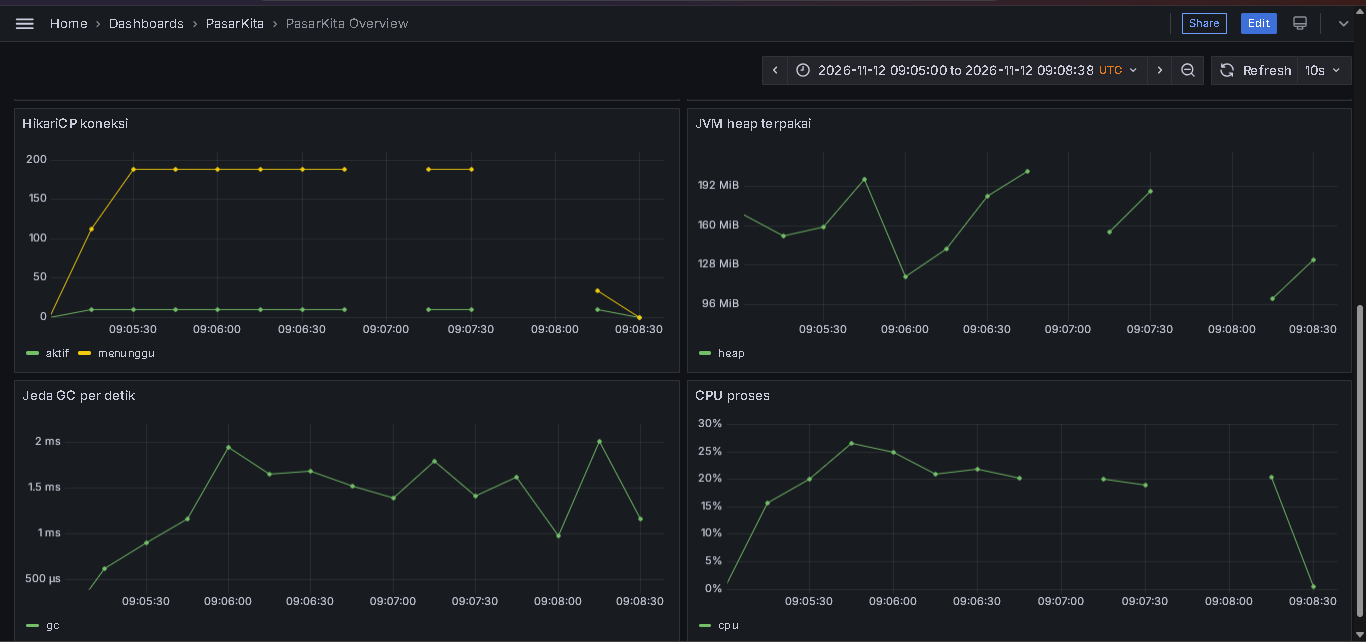 Home › Dashboards › PasarKita › PasarKita Overview Share Edit
2026-11-12 09:05:00 to 2026-11-12 09:08:38 UTC Refresh 10s
HikariCP koneksi
200
150
100
50
0
09:05:30 09:06:00 09:06:30 09:07:00 09:07:30 09:08:00 09:08:30
aktif menunggu
JVM heap terpakai
192 MiB
160 MiB
128 MiB
96 MiB
09:05:30 09:06:00 09:06:30 09:07:00 09:07:30 09:08:00 09:08:30
heap
Jeda GC per detik
2 ms
1.5 ms
1 ms
500 µs
09:05:30 09:06:00 09:06:30 09:07:00 09:07:30 09:08:00 09:08:30
gc
CPU proses
30%
25%
20%
15%
10%
5%
0%
09:05:30 09:06:00 09:06:30 09:07:00 09:07:30 09:08:00 09:08:30
cpu